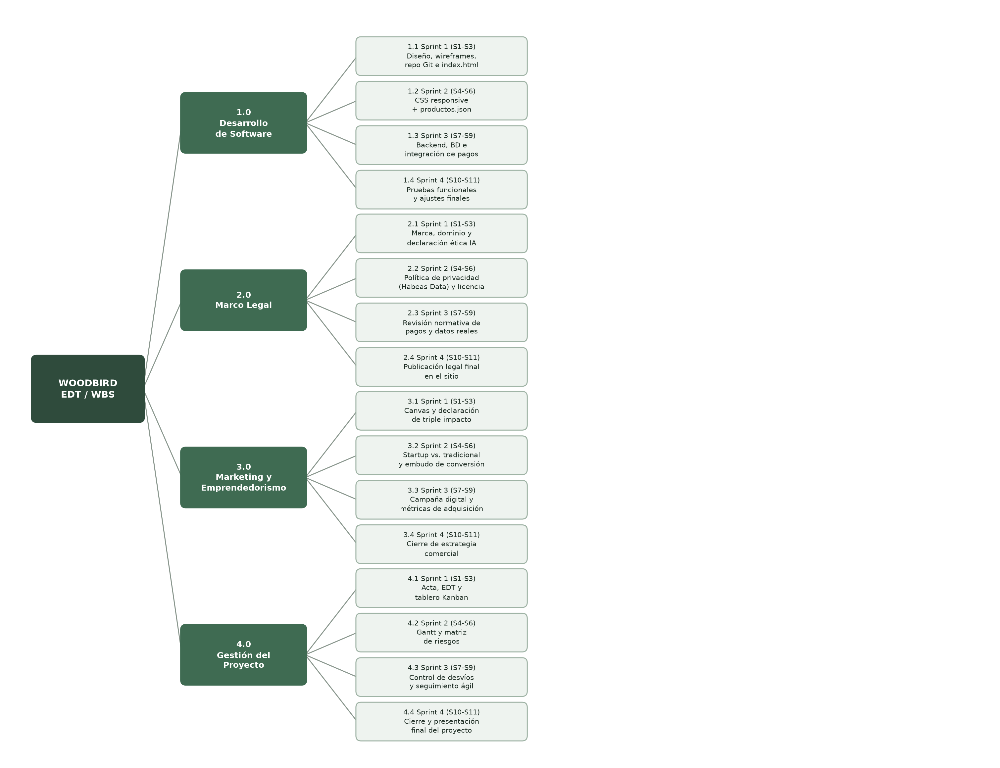 WOODBIRD
EDT / WBS
1.0
Desarrollo
de Software
1.1 Sprint 1 (S1-S3)
Diseño, wireframes,
repo Git e index.html
1.2 Sprint 2 (S4-S6)
CSS responsive
+ productos.json
1.3 Sprint 3 (S7-S9)
Backend, BD e
integración de pagos
1.4 Sprint 4 (S10-S11)
Pruebas funcionales
y ajustes finales
2.0
Marco Legal
2.1 Sprint 1 (S1-S3)
Marca, dominio y
declaración ética IA
2.2 Sprint 2 (S4-S6)
Política de privacidad
(Habeas Data) y licencia
2.3 Sprint 3 (S7-S9)
Revisión normativa de
pagos y datos reales
2.4 Sprint 4 (S10-S11)
Publicación legal final
en el sitio
3.0
Marketing y
Emprendedorismo
3.1 Sprint 1 (S1-S3)
Canvas y declaración
de triple impacto
3.2 Sprint 2 (S4-S6)
Startup vs. tradicional
y embudo de conversión
3.3 Sprint 3 (S7-S9)
Campaña digital y
métricas de adquisición
3.4 Sprint 4 (S10-S11)
Cierre de estrategia
comercial
4.0
Gestión del
Proyecto
4.1 Sprint 1 (S1-S3)
Acta, EDT y
tablero Kanban
4.2 Sprint 2 (S4-S6)
Gantt y matriz
de riesgos
4.3 Sprint 3 (S7-S9)
Control de desvíos
y seguimiento ágil
4.4 Sprint 4 (S10-S11)
Cierre y presentación
final del proyecto